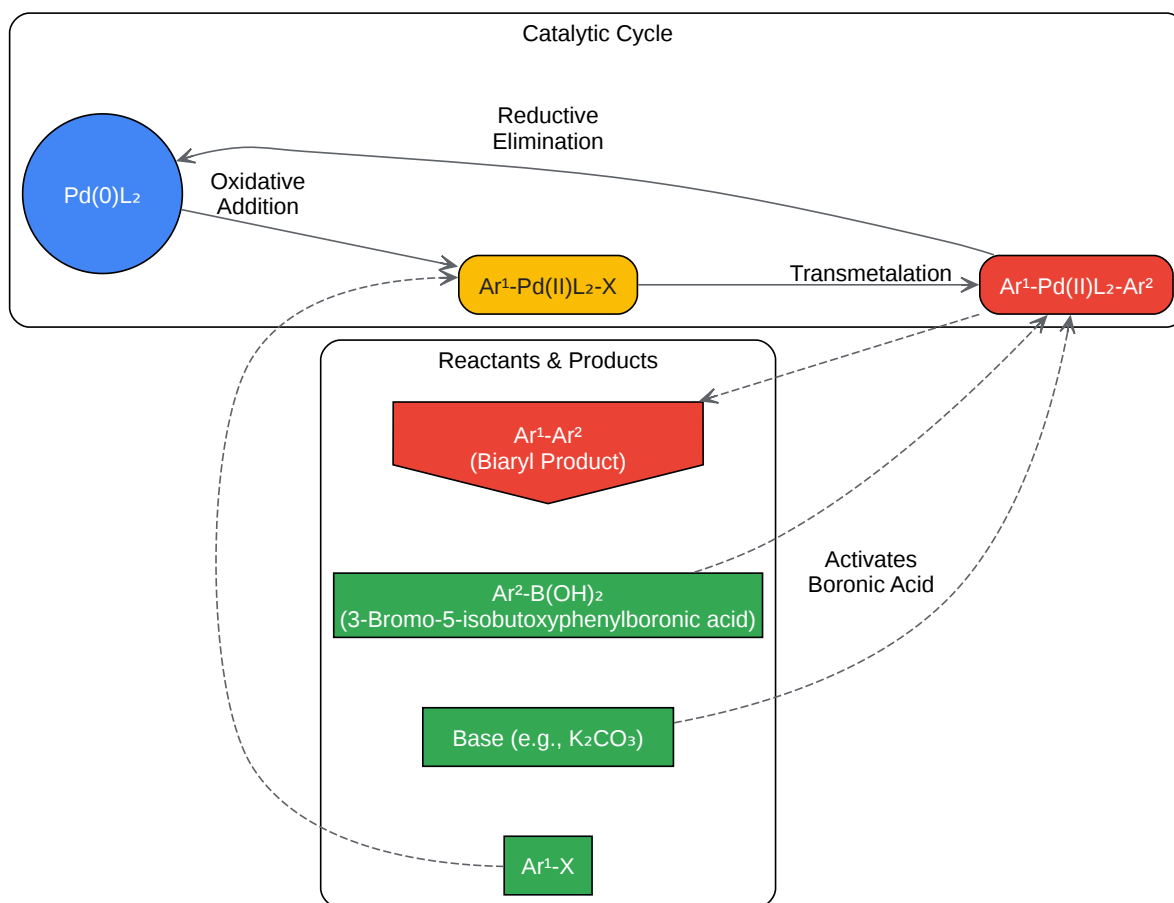 Catalytic Cycle
Reductive
Elimination
Pd(0)L₂
Oxidative
Addition
Ar¹-Pd(II)L₂-X
Transmetalation
Ar¹-Pd(II)L₂-Ar²
Reactants & Products
Ar¹-Ar²
(Biaryl Product)
Ar²-B(OH)₂
(3-Bromo-5-isobutoxyphenylboronic acid)
Activates
Boronic Acid
Base (e.g., K₂CO₃)
Ar¹-X